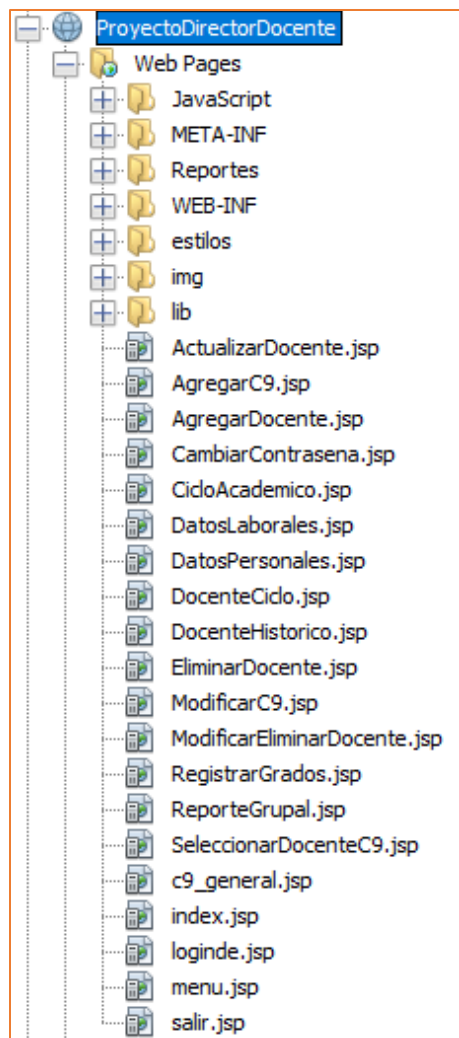 ProyectoDirectorDocente
Web Pages
JavaScript
META-INF
Reportes
WEB-INF
estilos
img
lib
ActualizarDocente.jsp
AgregarC9.jsp
AgregarDocente.jsp
CambiarContrasena.jsp
CicloAcademico.jsp
DatosLaborales.jsp
DatosPersonales.jsp
DocenteCiclo.jsp
DocenteHistorico.jsp
EliminarDocente.jsp
ModificarC9.jsp
ModificarEliminarDocente.jsp
RegistrarGrados.jsp
ReporteGrupal.jsp
SeleccionarDocenteC9.jsp
c9_general.jsp
index.jsp
loginde.jsp
menu.jsp
salir.jsp